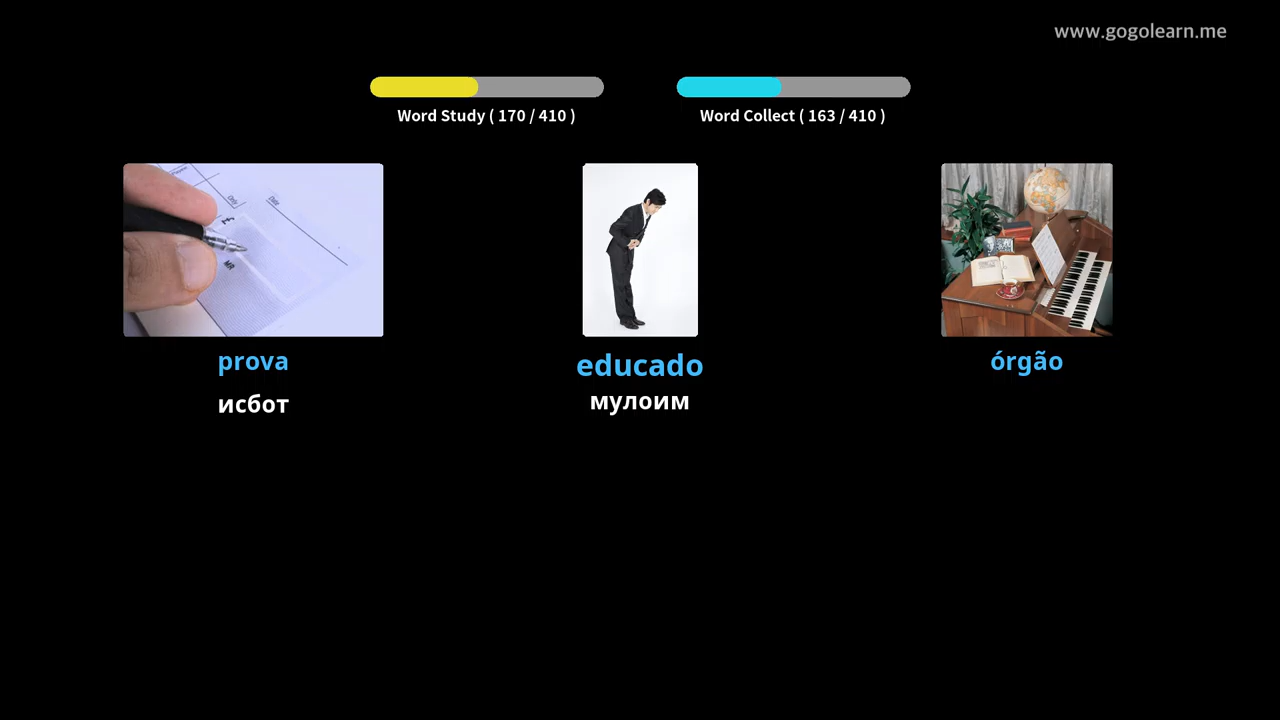 www.gogolearn.me
Word Study ( 170 / 410 )
Word Collect ( 163 / 410 )
prova
исбот
educado
мулоим
órgão